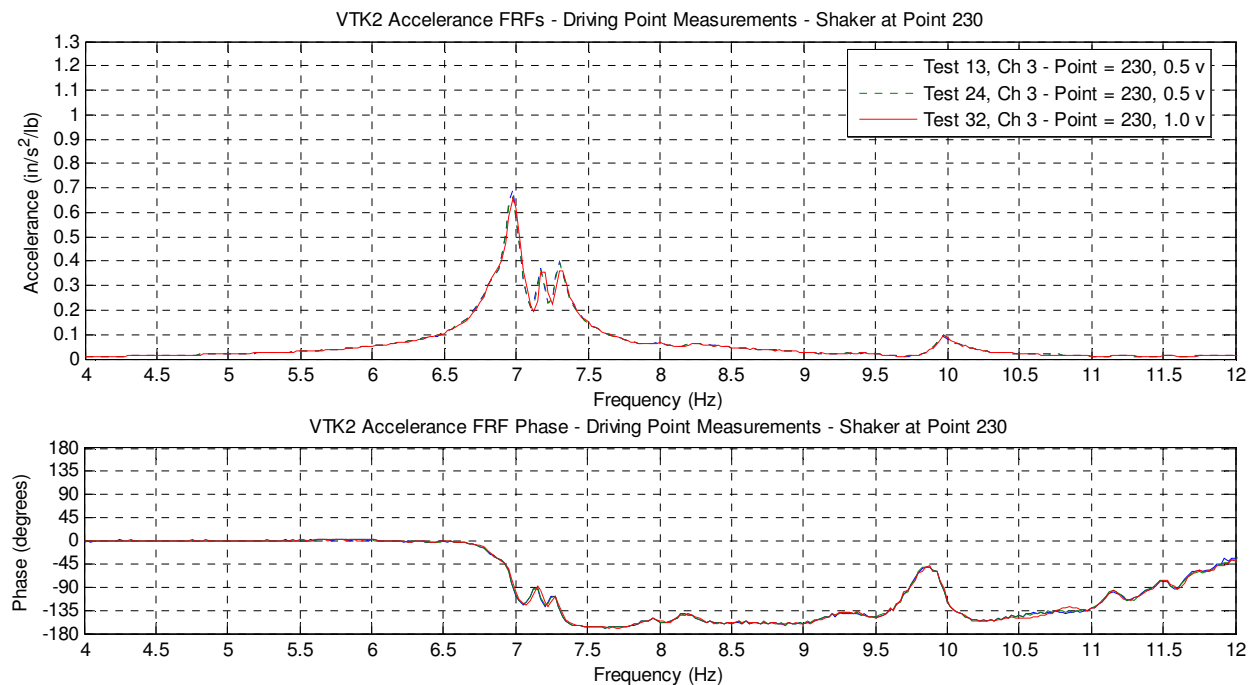 VTK2 Accelerance FRFs - Driving Point Measurements - Shaker at Point 230
1.3
1.2
1.1
1
0.9
0.8
0.7
0.6
0.5
0.4
0.3
0.2
0.1
0
Accelerance (in/s²/lb)
Test 13, Ch 3 - Point = 230, 0.5 v
Test 24, Ch 3 - Point = 230, 0.5 v
Test 32, Ch 3 - Point = 230, 1.0 v
4 4.5 5 5.5 6 6.5 7 7.5 8 8.5 9 9.5 10 10.5 11 11.5 12
Frequency (Hz)
VTK2 Accelerance FRF Phase - Driving Point Measurements - Shaker at Point 230
180
135
90
45
0
-45
-90
-135
-180
Phase (degrees)
4 4.5 5 5.5 6 6.5 7 7.5 8 8.5 9 9.5 10 10.5 11 11.5 12
Frequency (Hz)